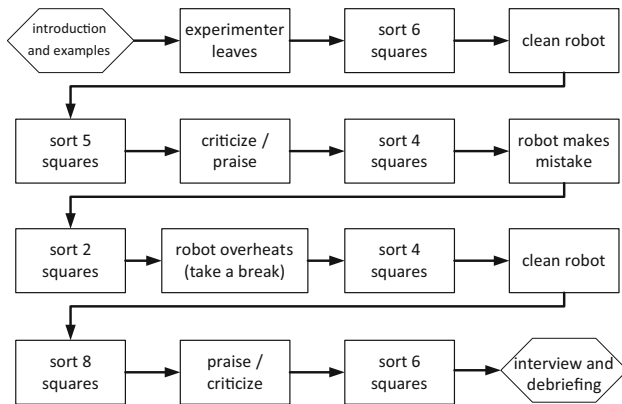 introduction
and examples
experimenter
leaves
sort 6
squares
clean robot
sort 5
squares
criticize /
praise
sort 4
squares
robot makes
mistake
sort 2
squares
robot overheats
(take a break)
sort 4
squares
clean robot
sort 8
squares
praise /
criticize
sort 6
squares
interview and
debriefing